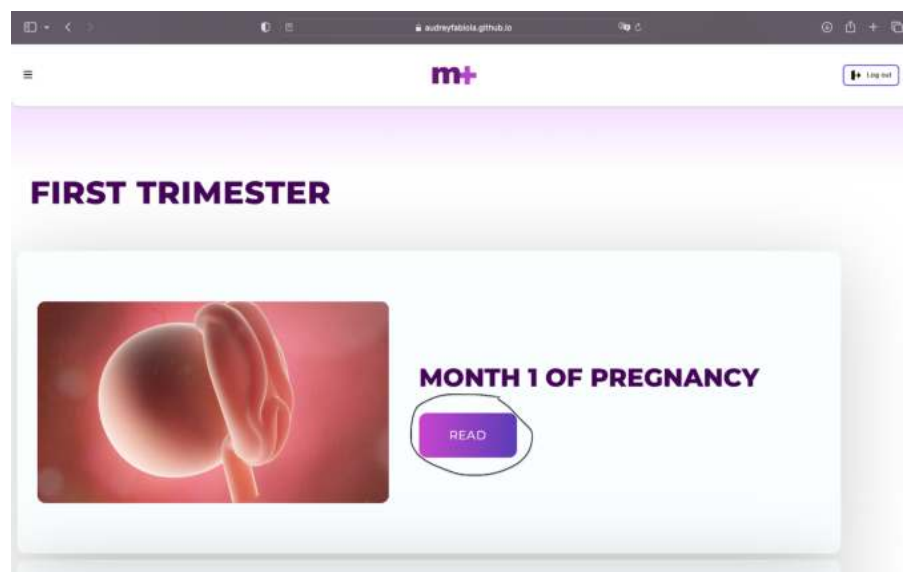 audreyfabiola.github.io
m+
Log out
FIRST TRIMESTER
MONTH 1 OF PREGNANCY
READ